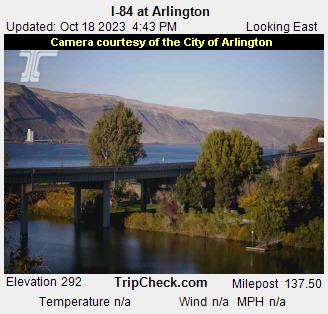 I-84 at Arlington
Updated: Oct 18 2023 4:43 PM Looking East
Camera courtesy of the City of Arlington
Elevation 292 TripCheck.com Milepost 137.50
Temperature n/a Wind n/a MPH n/a